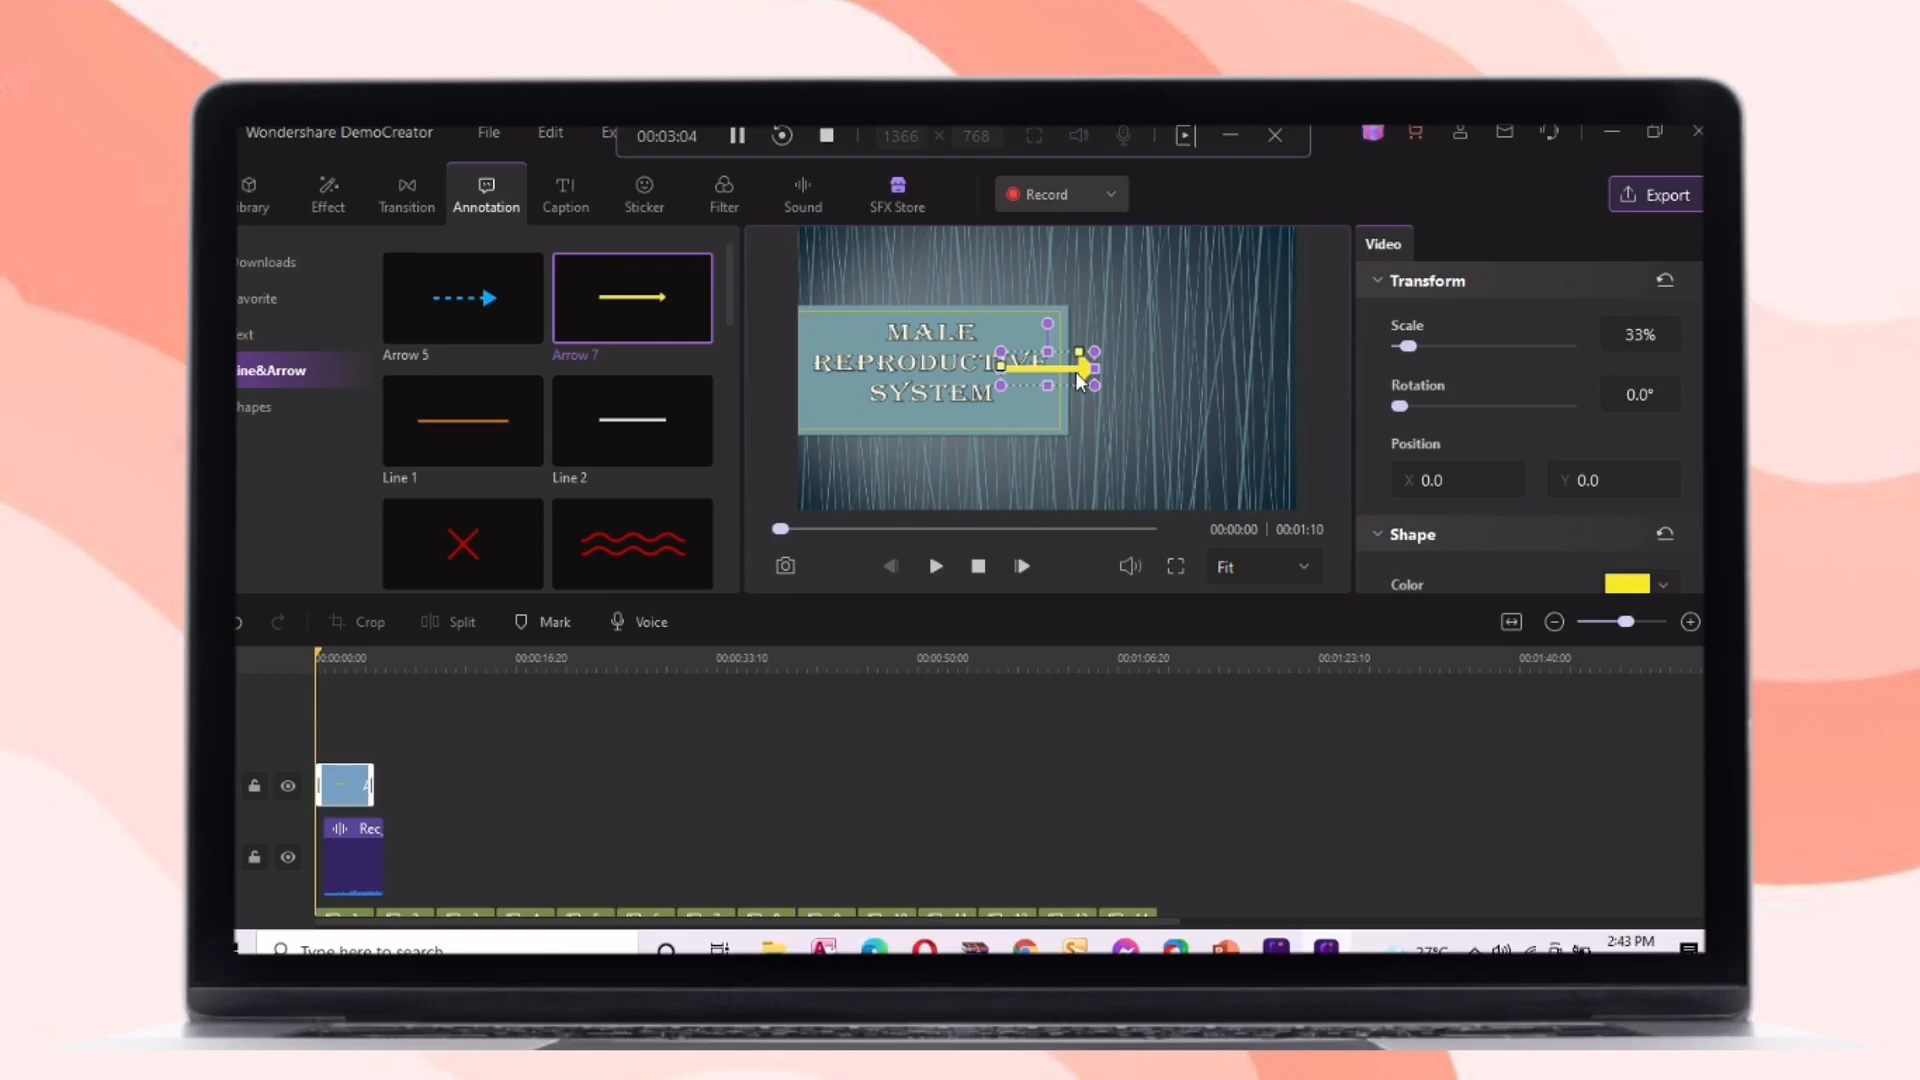 Wondershare DemoCreator File Edit Ex 00:03:04 1366 × 768
ibrary Effect Transition Annotation Caption Sticker Filter Sound SFX Store Record Export
ownloads
avorite
ext
ine&Arrow
hapes
Arrow 5 Arrow 7
Line 1 Line 2
MALE
REPRODUCTIVE
SYSTEM
00:00:00 | 00:01:10
Fit
Video
Transform
Scale 33%
Rotation 0.0°
Position
X 0.0 Y 0.0
Shape
Color
Crop Split Mark Voice
00:00:00:00 00:00:16:20 00:00:33:10 00:00:50:00 00:01:06:20 00:01:23:10 00:01:40:00
A
Rec
Type here to search 27°C 2:43 PM